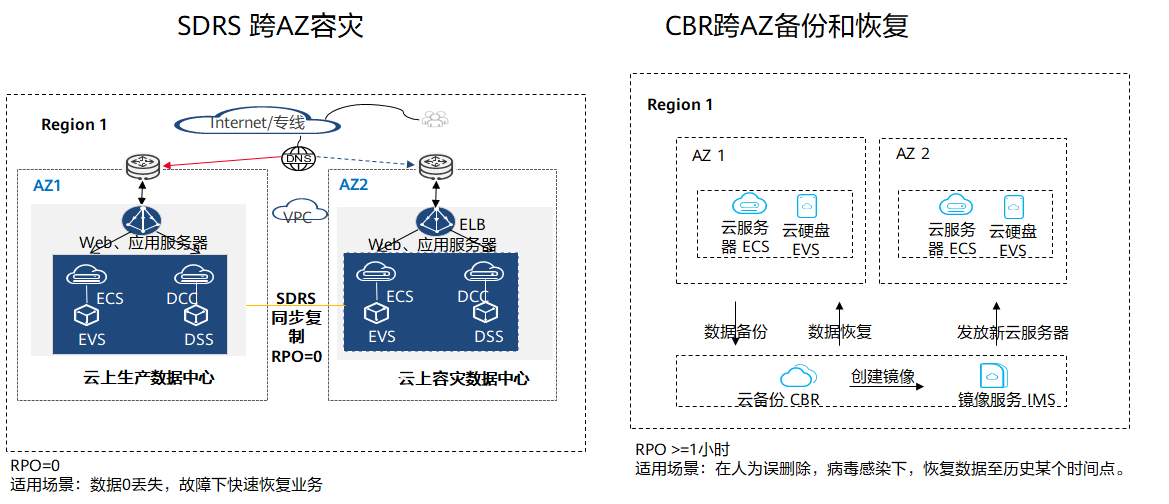 SDRS 跨AZ容灾
Region 1
Internet/专线
DNS
AZ1
AZ2
VPC
ELB
Web、应用服务器
Web、应用服务器
ECS
DCC
EVS
DSS
SDRS
同步复
制
RPO=0
ECS
DCC
EVS
DSS
云上生产数据中心
云上容灾数据中心
RPO=0
适用场景：数据0丢失，故障下快速恢复业务
CBR跨AZ备份和恢复
Region 1
AZ 1
AZ 2
云服务
器 ECS
云硬盘
EVS
云服务
器 ECS
云硬盘
EVS
数据备份
数据恢复
发放新云服务器
创建镜像
云备份 CBR
镜像服务 IMS
RPO >=1小时
适用场景：在人为误删除，病毒感染下，恢复数据至历史某个时间点。